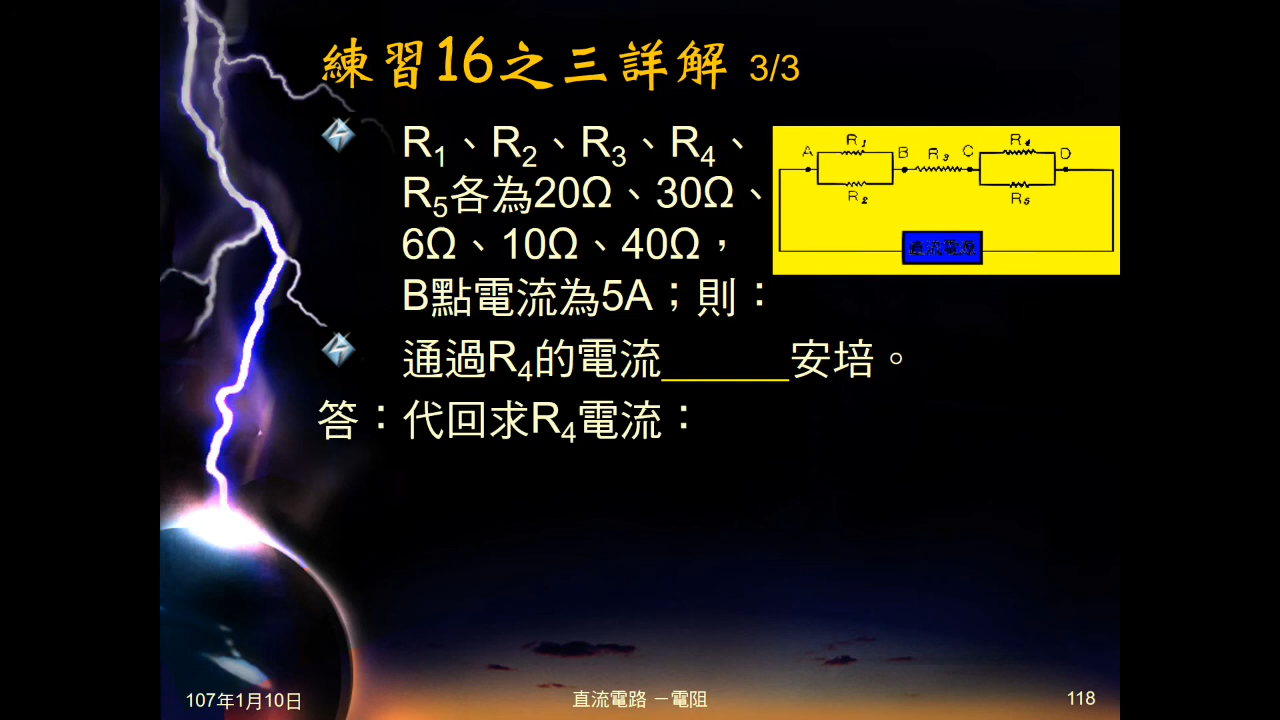 練習16之三詳解 3/3
R1、R2、R3、R4、
R5各為20Ω、30Ω、
6Ω、10Ω、40Ω，
B點電流為5A；則：
通過R4的電流______安培。
答：代回求R4電流：
A R1 B R3 C R4 D
R2 R5
直流電源
107年1月10日
直流電路 －電阻
118